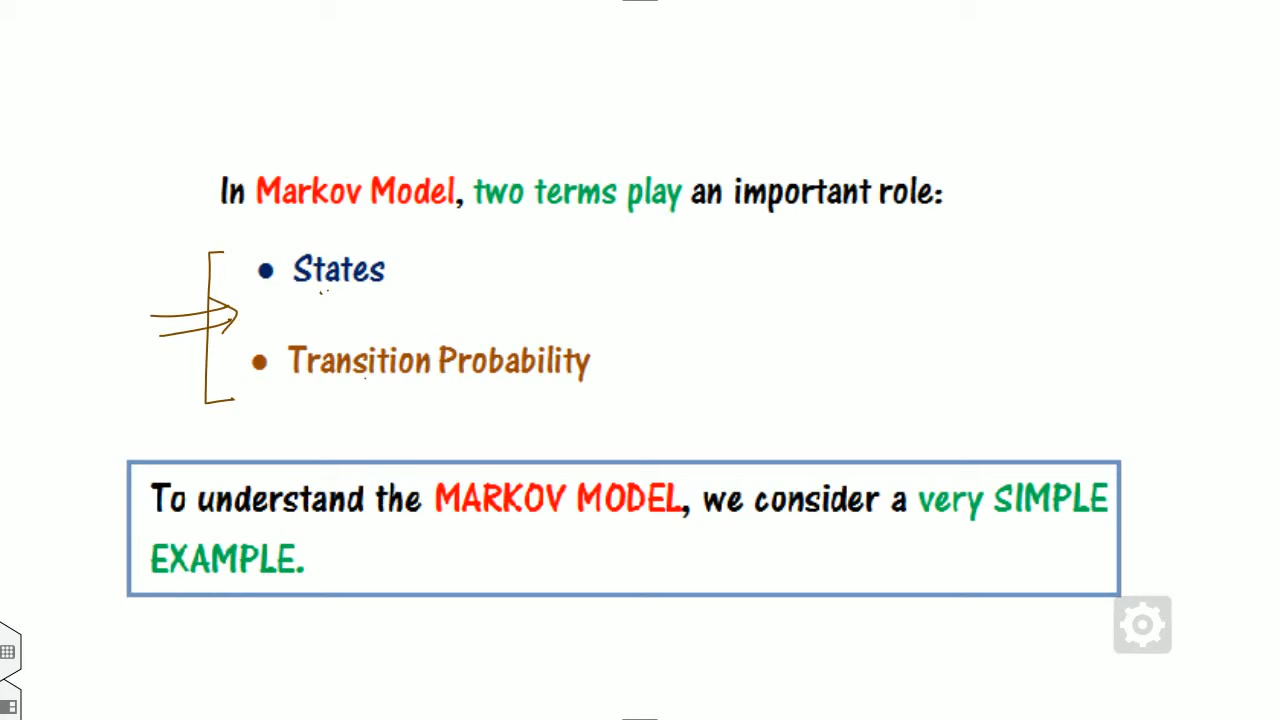 In Markov Model, two terms play an important role:
• States
• Transition Probability
To understand the MARKOV MODEL, we consider a very SIMPLE
EXAMPLE.